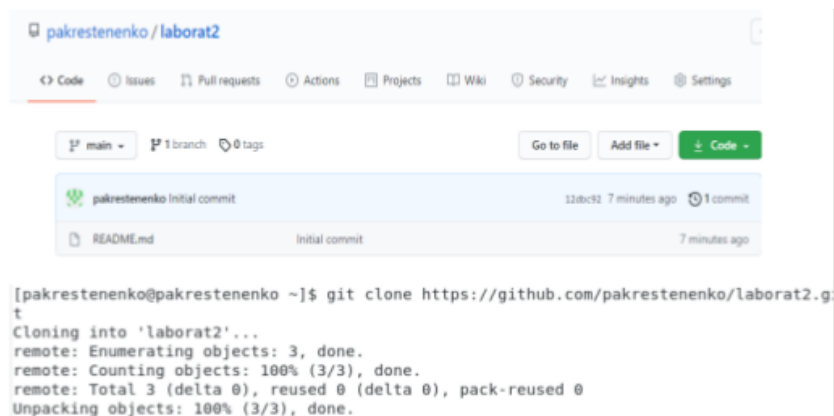 pakrestenenko / laborat2
Code Issues Pull requests Actions Projects Wiki Security Insights Settings
main 1 branch 0 tags Go to file Add file Code
pakrestenenko Initial commit 12dbc92 7 minutes ago 1 commit
README.md Initial commit 7 minutes ago
[pakrestenenko@pakrestenenko ~]$ git clone https://github.com/pakrestenenko/laborat2.gi
t
Cloning into 'laborat2'...
remote: Enumerating objects: 3, done.
remote: Counting objects: 100% (3/3), done.
remote: Total 3 (delta 0), reused 0 (delta 0), pack-reused 0
Unpacking objects: 100% (3/3), done.